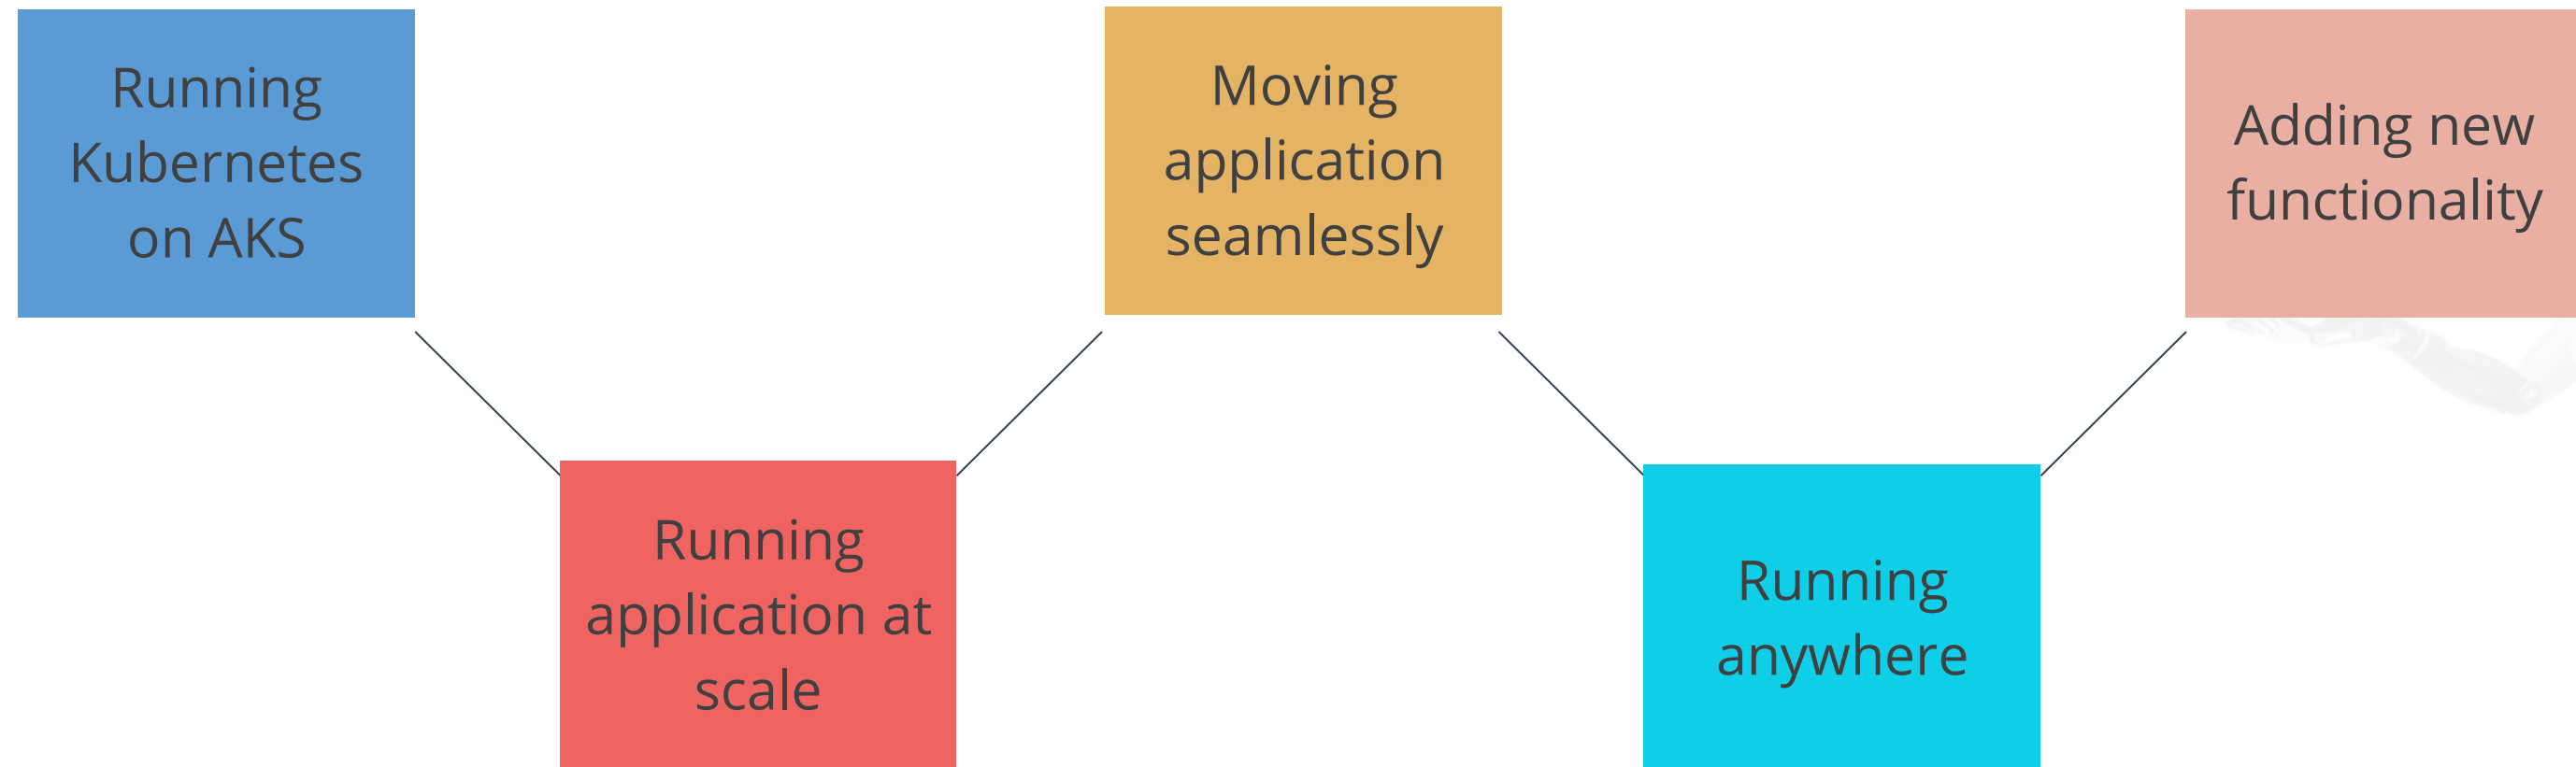 Running
Kubernetes
on AKS
Running
application at
scale
Moving
application
seamlessly
Running
anywhere
Adding new
functionality